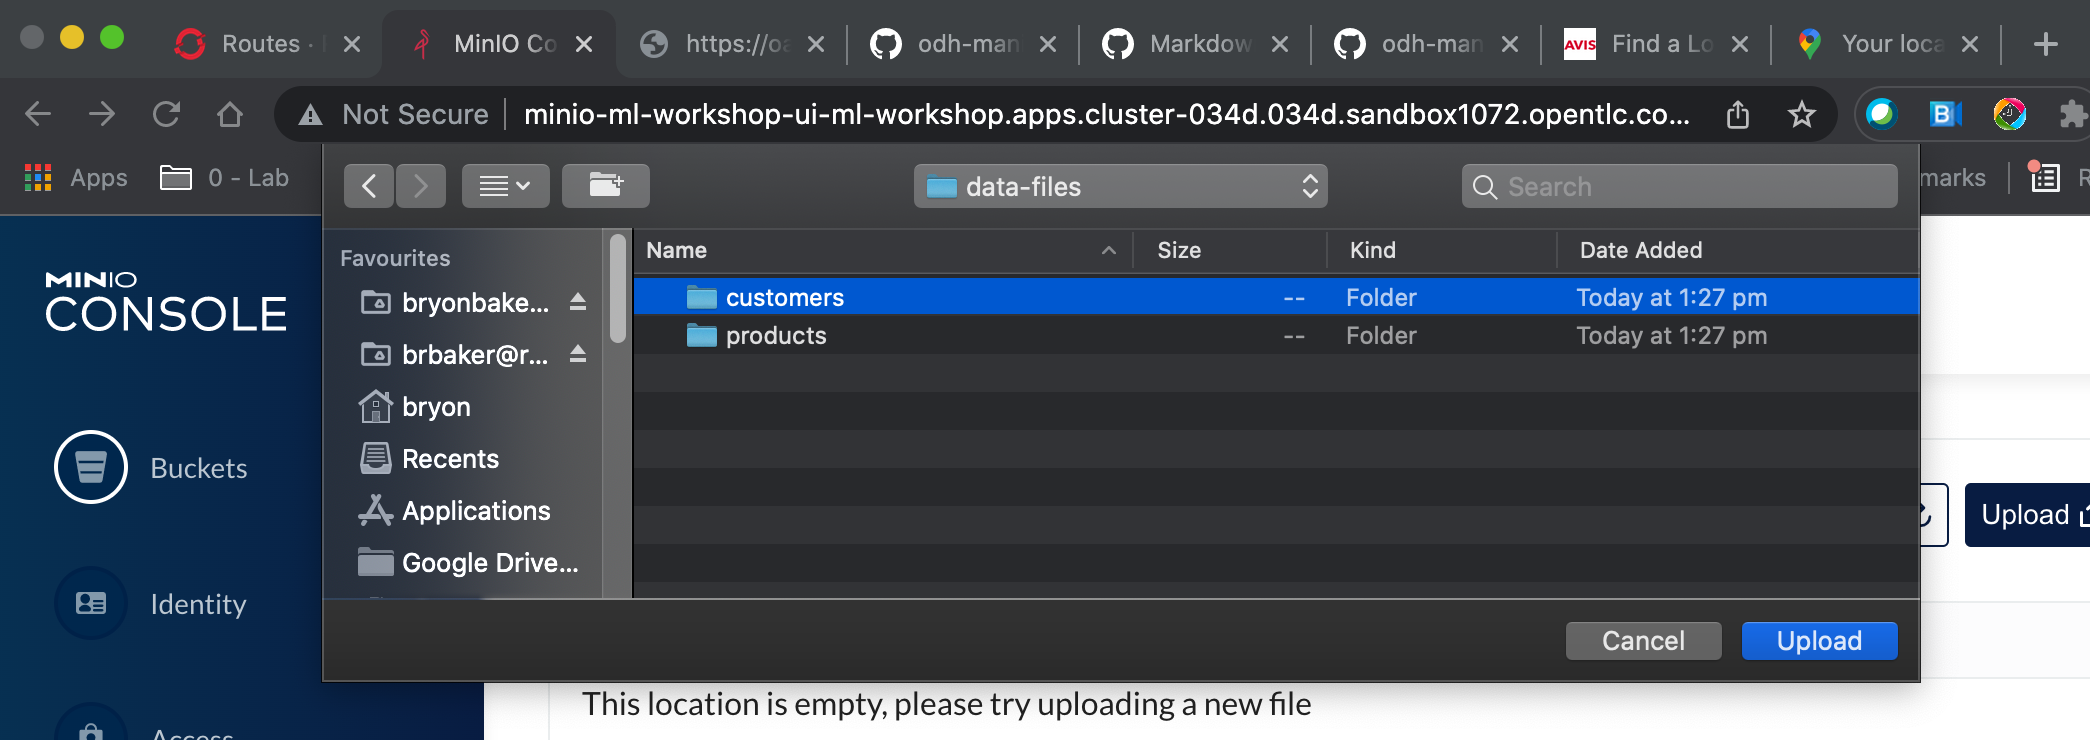 Routes ·
MinIO Co
https://oa
odh-man
Markdow
odh-man
AVIS
Find a Lo
Your loca
Not Secure
minio-ml-workshop-ui-ml-workshop.apps.cluster-034d.034d.sandbox1072.opentlc.co...
Apps
0 - Lab
data-files
Search
marks
R
MINIO
CONSOLE
Buckets
Identity
Access
Favourites
bryonbake...
brbaker@r...
bryon
Recents
Applications
Google Drive...
Name Size Kind Date Added
customers -- Folder Today at 1:27 pm
products -- Folder Today at 1:27 pm
Upload
Cancel Upload
This location is empty, please try uploading a new file